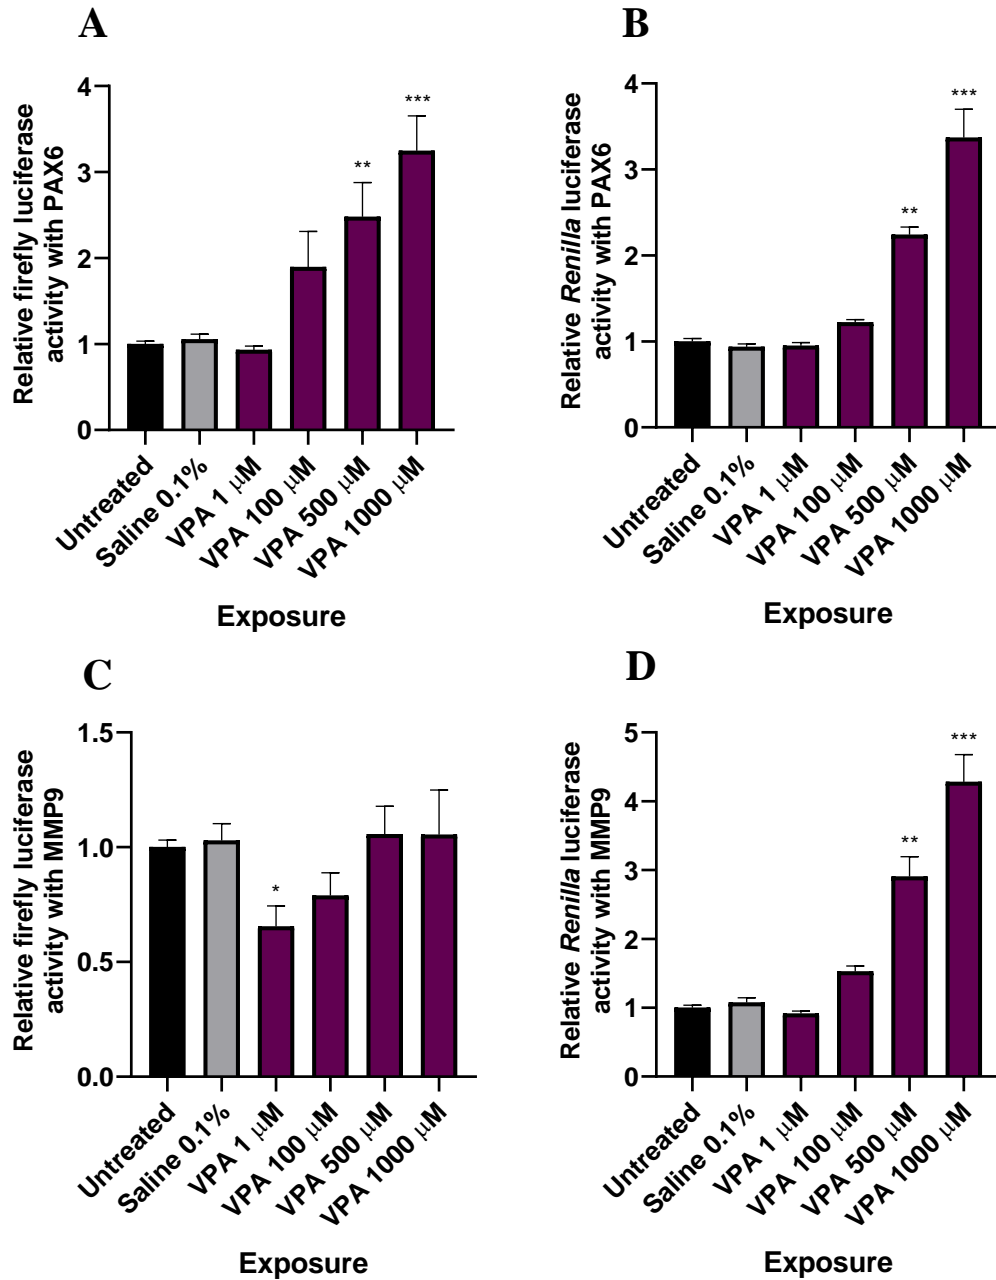 A
Relative firefly luciferase
activity with PAX6
4
3
2
1
0
**
***
Untreated
Saline 0.1%
VPA 1 μM
VPA 100 μM
VPA 500 μM
VPA 1000 μM
Exposure
B
Relative Renilla luciferase
activity with PAX6
4
3
2
1
0
**
***
Untreated
Saline 0.1%
VPA 1 μM
VPA 100 μM
VPA 500 μM
VPA 1000 μM
Exposure
C
Relative firefly luciferase
activity with MMP9
1.5
1.0
0.5
0.0
*
Untreated
Saline 0.1%
VPA 1 μM
VPA 100 μM
VPA 500 μM
VPA 1000 μM
Exposure
D
Relative Renilla luciferase
activity with MMP9
5
4
3
2
1
0
**
***
Untreated
Saline 0.1%
VPA 1 μM
VPA 100 μM
VPA 500 μM
VPA 1000 μM
Exposure